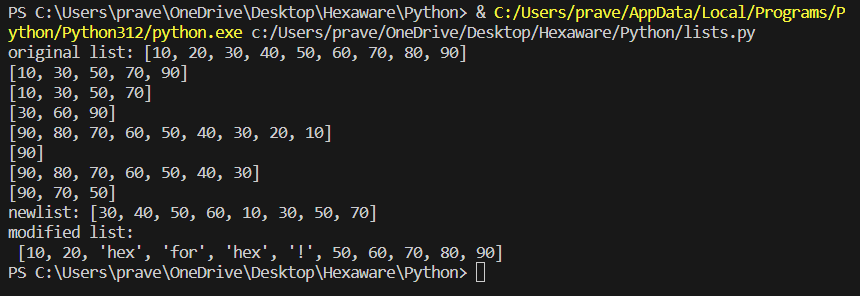 PS C:\Users\prave\OneDrive\Desktop\Hexaware\Python> & C:/Users/prave/AppData/Local/Programs/P
ython/Python312/python.exe c:/Users/prave/OneDrive/Desktop/Hexaware/Python/lists.py
original list: [10, 20, 30, 40, 50, 60, 70, 80, 90]
[10, 30, 50, 70, 90]
[10, 30, 50, 70]
[30, 60, 90]
[90, 80, 70, 60, 50, 40, 30, 20, 10]
[90]
[90, 80, 70, 60, 50, 40, 30]
[90, 70, 50]
newlist: [30, 40, 50, 60, 10, 30, 50, 70]
modified list:
 [10, 20, 'hex', 'for', 'hex', '!', 50, 60, 70, 80, 90]
PS C:\Users\prave\OneDrive\Desktop\Hexaware\Python>